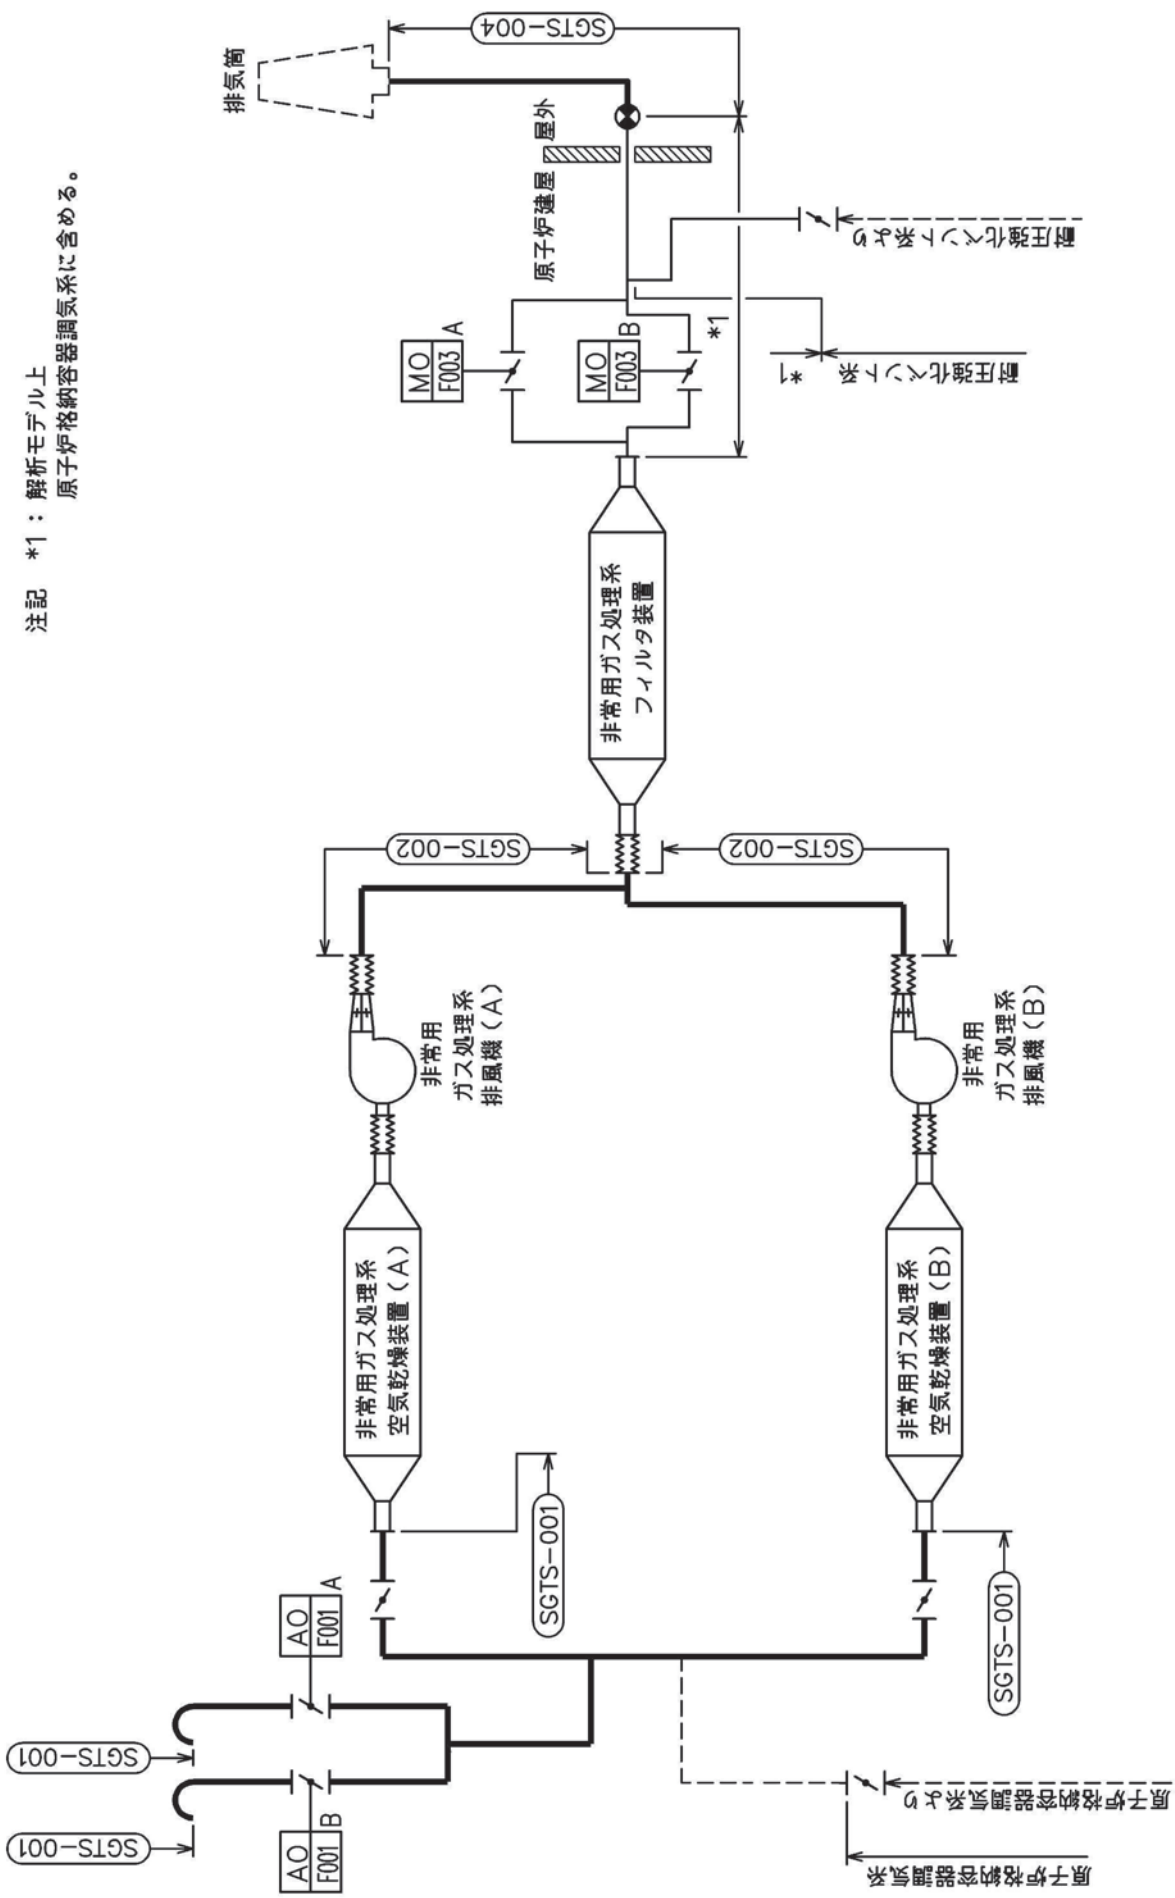 注記 *1:解析モデル上
原子炉格納容器調気系に含める。
SGTS-001
SGTS-001
AO
F001
B
AO
F001
A
原子炉格納容器調気系
原子炉格納容器調気系より
SGTS-001
SGTS-001
非常用ガス処理系
空気乾燥装置(A)
非常用ガス処理系
空気乾燥装置(B)
非常用
ガス処理系
排風機(A)
非常用
ガス処理系
排風機(B)
SGTS-002
SGTS-002
非常用ガス処理系
フィルタ装置
MO
F003
A
MO
F003
B
*1
*1
耐圧強化ベント系
耐圧強化ベント系より
原子炉建屋
屋外
排気筒
SGTS-004